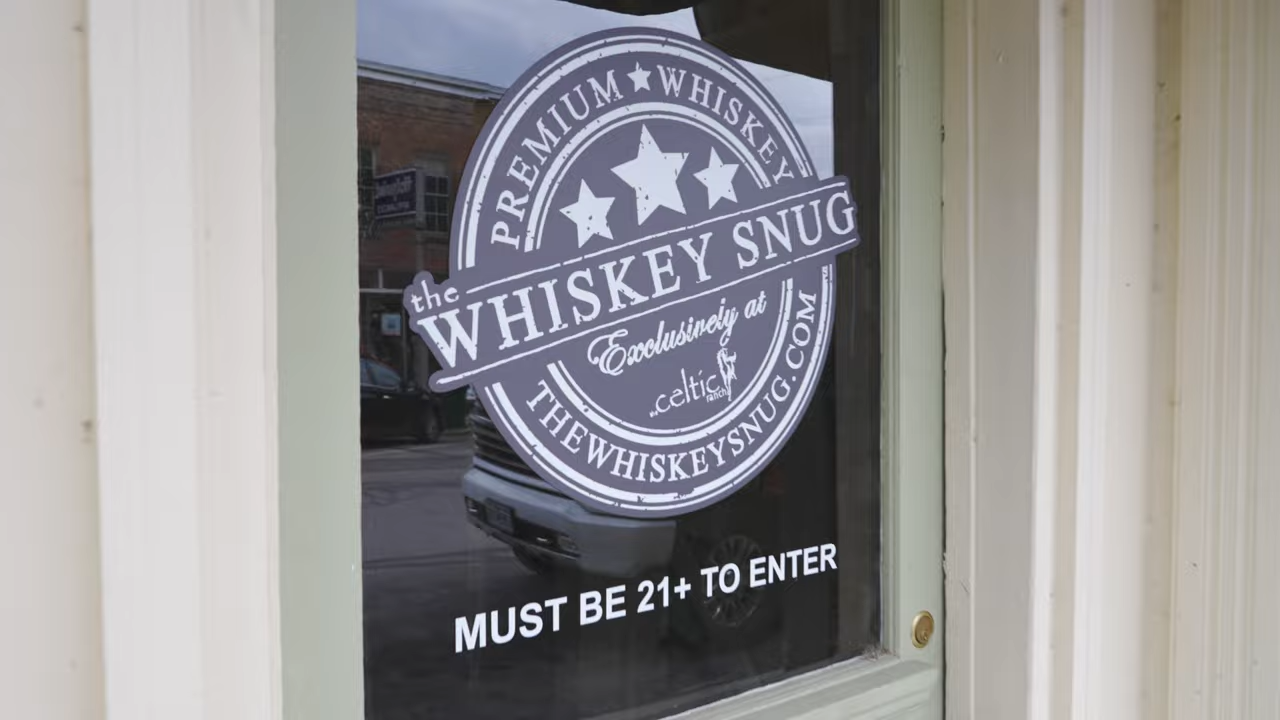 PREMIUM ★ WHISKEY
the
WHISKEY SNUG
Exclusively at
celtic
ranch
THEWHISKEYSNUG.COM
MUST BE 21+ TO ENTER